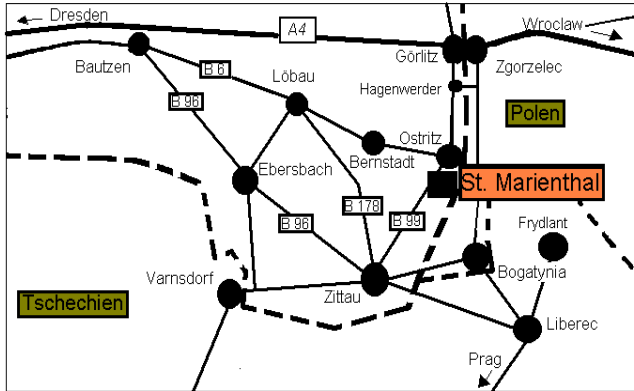 Dresden
A4
Wroclaw
Görlitz
Zgorzelec
Bautzen
B 6
Löbau
Hagenwerder
B 96
Polen
Ostritz
Bernstadt
Ebersbach
St. Marienthal
B 178
B 99
B 96
Frydlant
Bogatynia
Varnsdorf
Zittau
Tschechien
Liberec
Prag